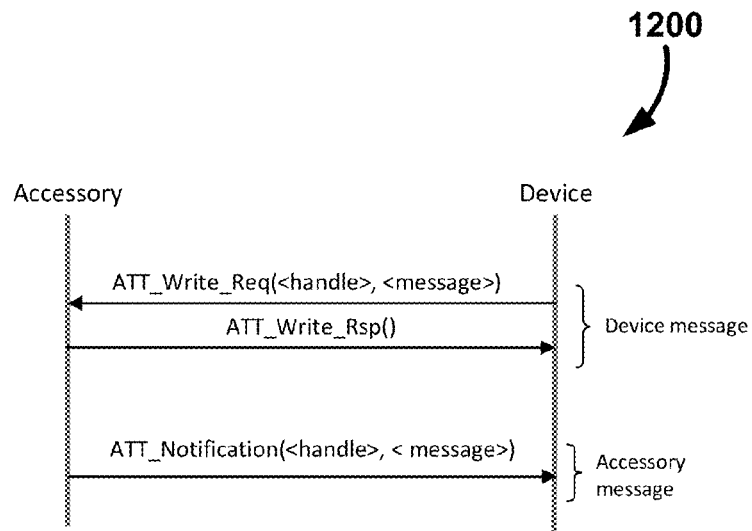 1200
Accessory
Device
ATT_Write_Req(<handle>, <message>)
ATT_Write_Rsp()
Device message
ATT_Notification(<handle>, < message>)
Accessory
message